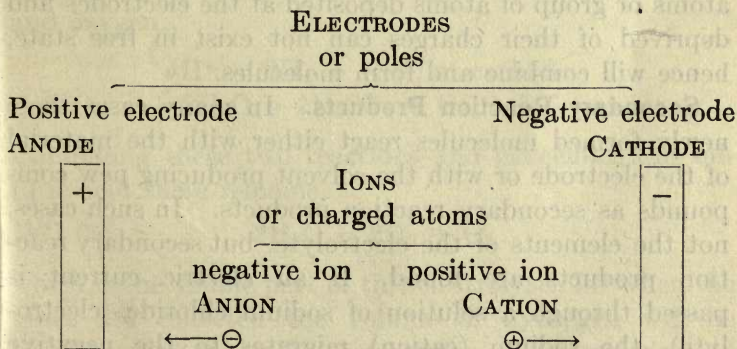 ELECTRODES
or poles
Positive electrode Negative electrode
ANODE CATHODE
+ IONS −
or charged atoms
negative ion positive ion
ANION CATION
←⊖ ⊕→